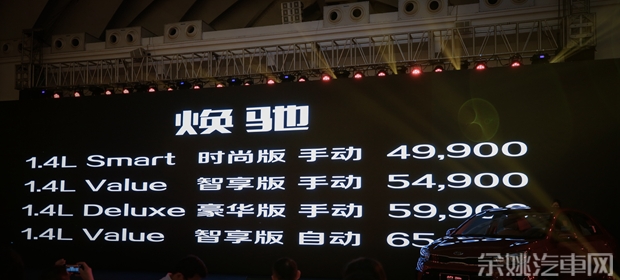 焕驰
1.4L Smart 时尚版 手动 49,900
1.4L Value 智享版 手动 54,900
1.4L Deluxe 豪华版 手动 59,900
1.4L Value 智享版 自动 65
余姚汽車网